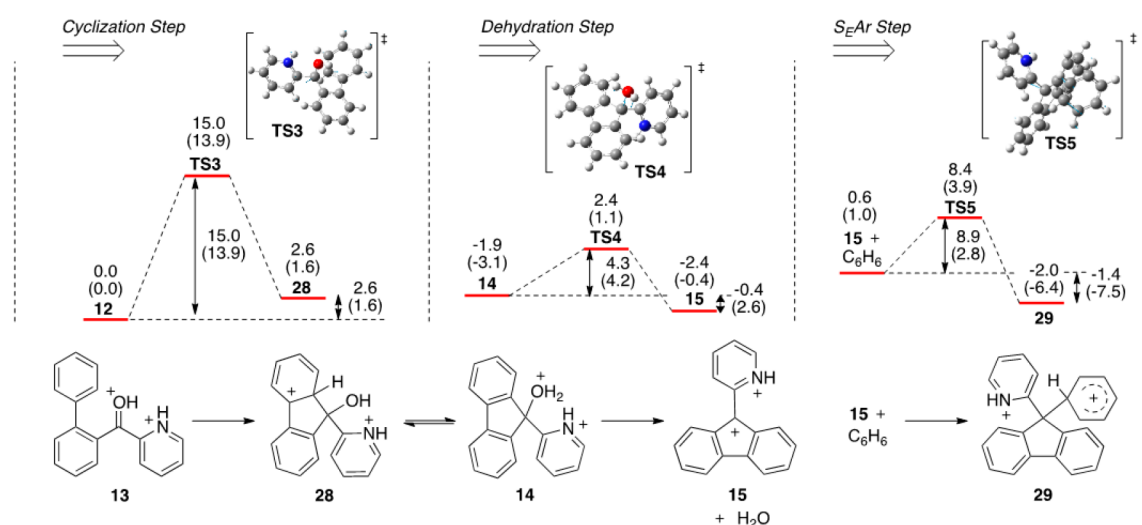 Cyclization Step
Dehydration Step
SEAr Step
‡
‡
‡
TS3
TS4
TS5
15.0
(13.9)
TS3
15.0
(13.9)
0.0
(0.0)
12
2.6
(1.6)
28
2.6
(1.6)
-1.9
(-3.1)
14
2.4
(1.1)
TS4
4.3
(4.2)
-2.4
(-0.4)
15
-0.4
(2.6)
0.6
(1.0)
15 +
C6H6
8.4
(3.9)
TS5
8.9
(2.8)
-2.0
(-6.4)
29
-1.4
(-7.5)
+
OH
+
H
N
13
+
H
OH
+
NH
28
+
OH2
H
N +
14
NH
+
+
15
+ H2O
15 +
C6H6
NH
+
H
+
29